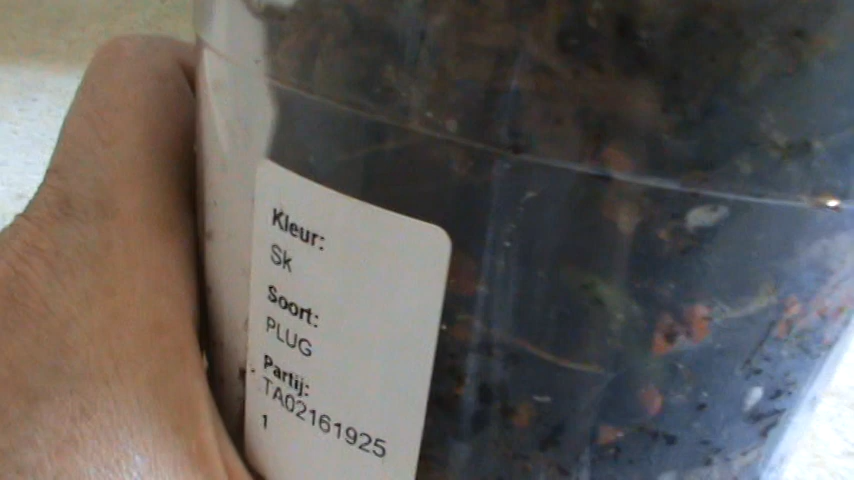 Kleur:
Sk
Soort:
PLUG
Partij:
TA02161925
1